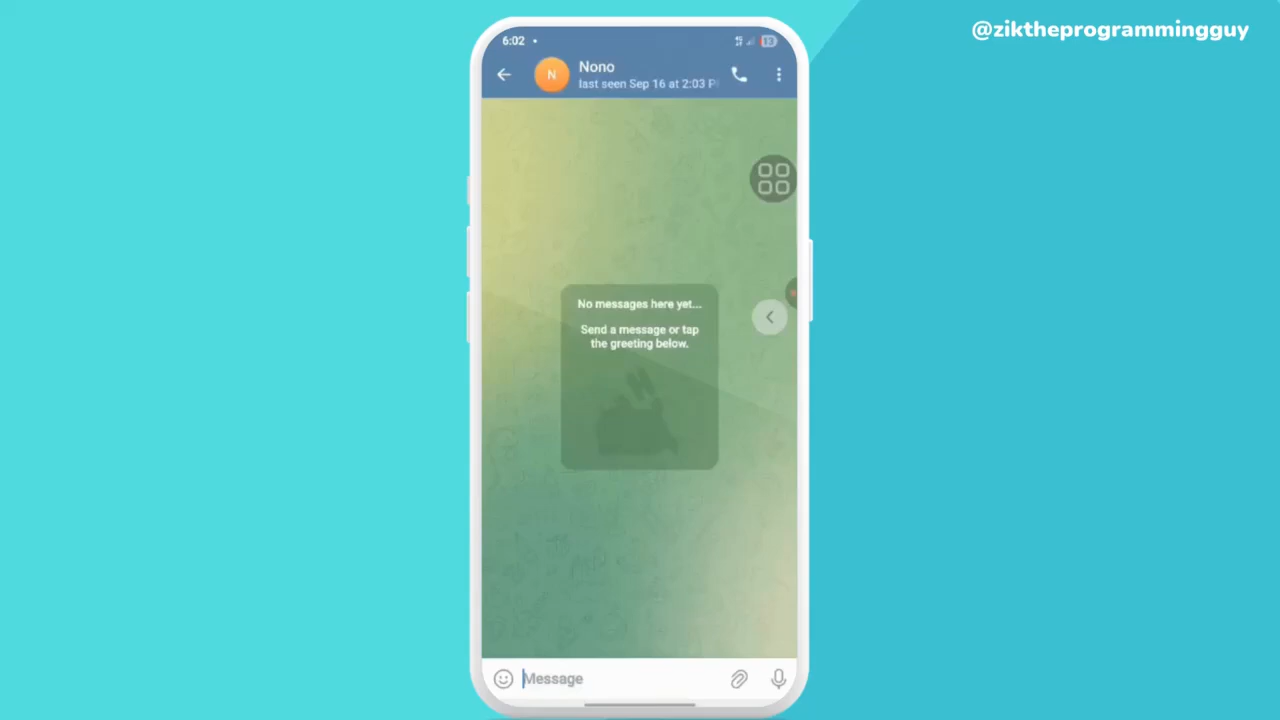 @ziktheprogrammingguy
6:02
13
N
Nono
last seen Sep 16 at 2:03 P
No messages here yet...
Send a message or tap
the greeting below.
Message